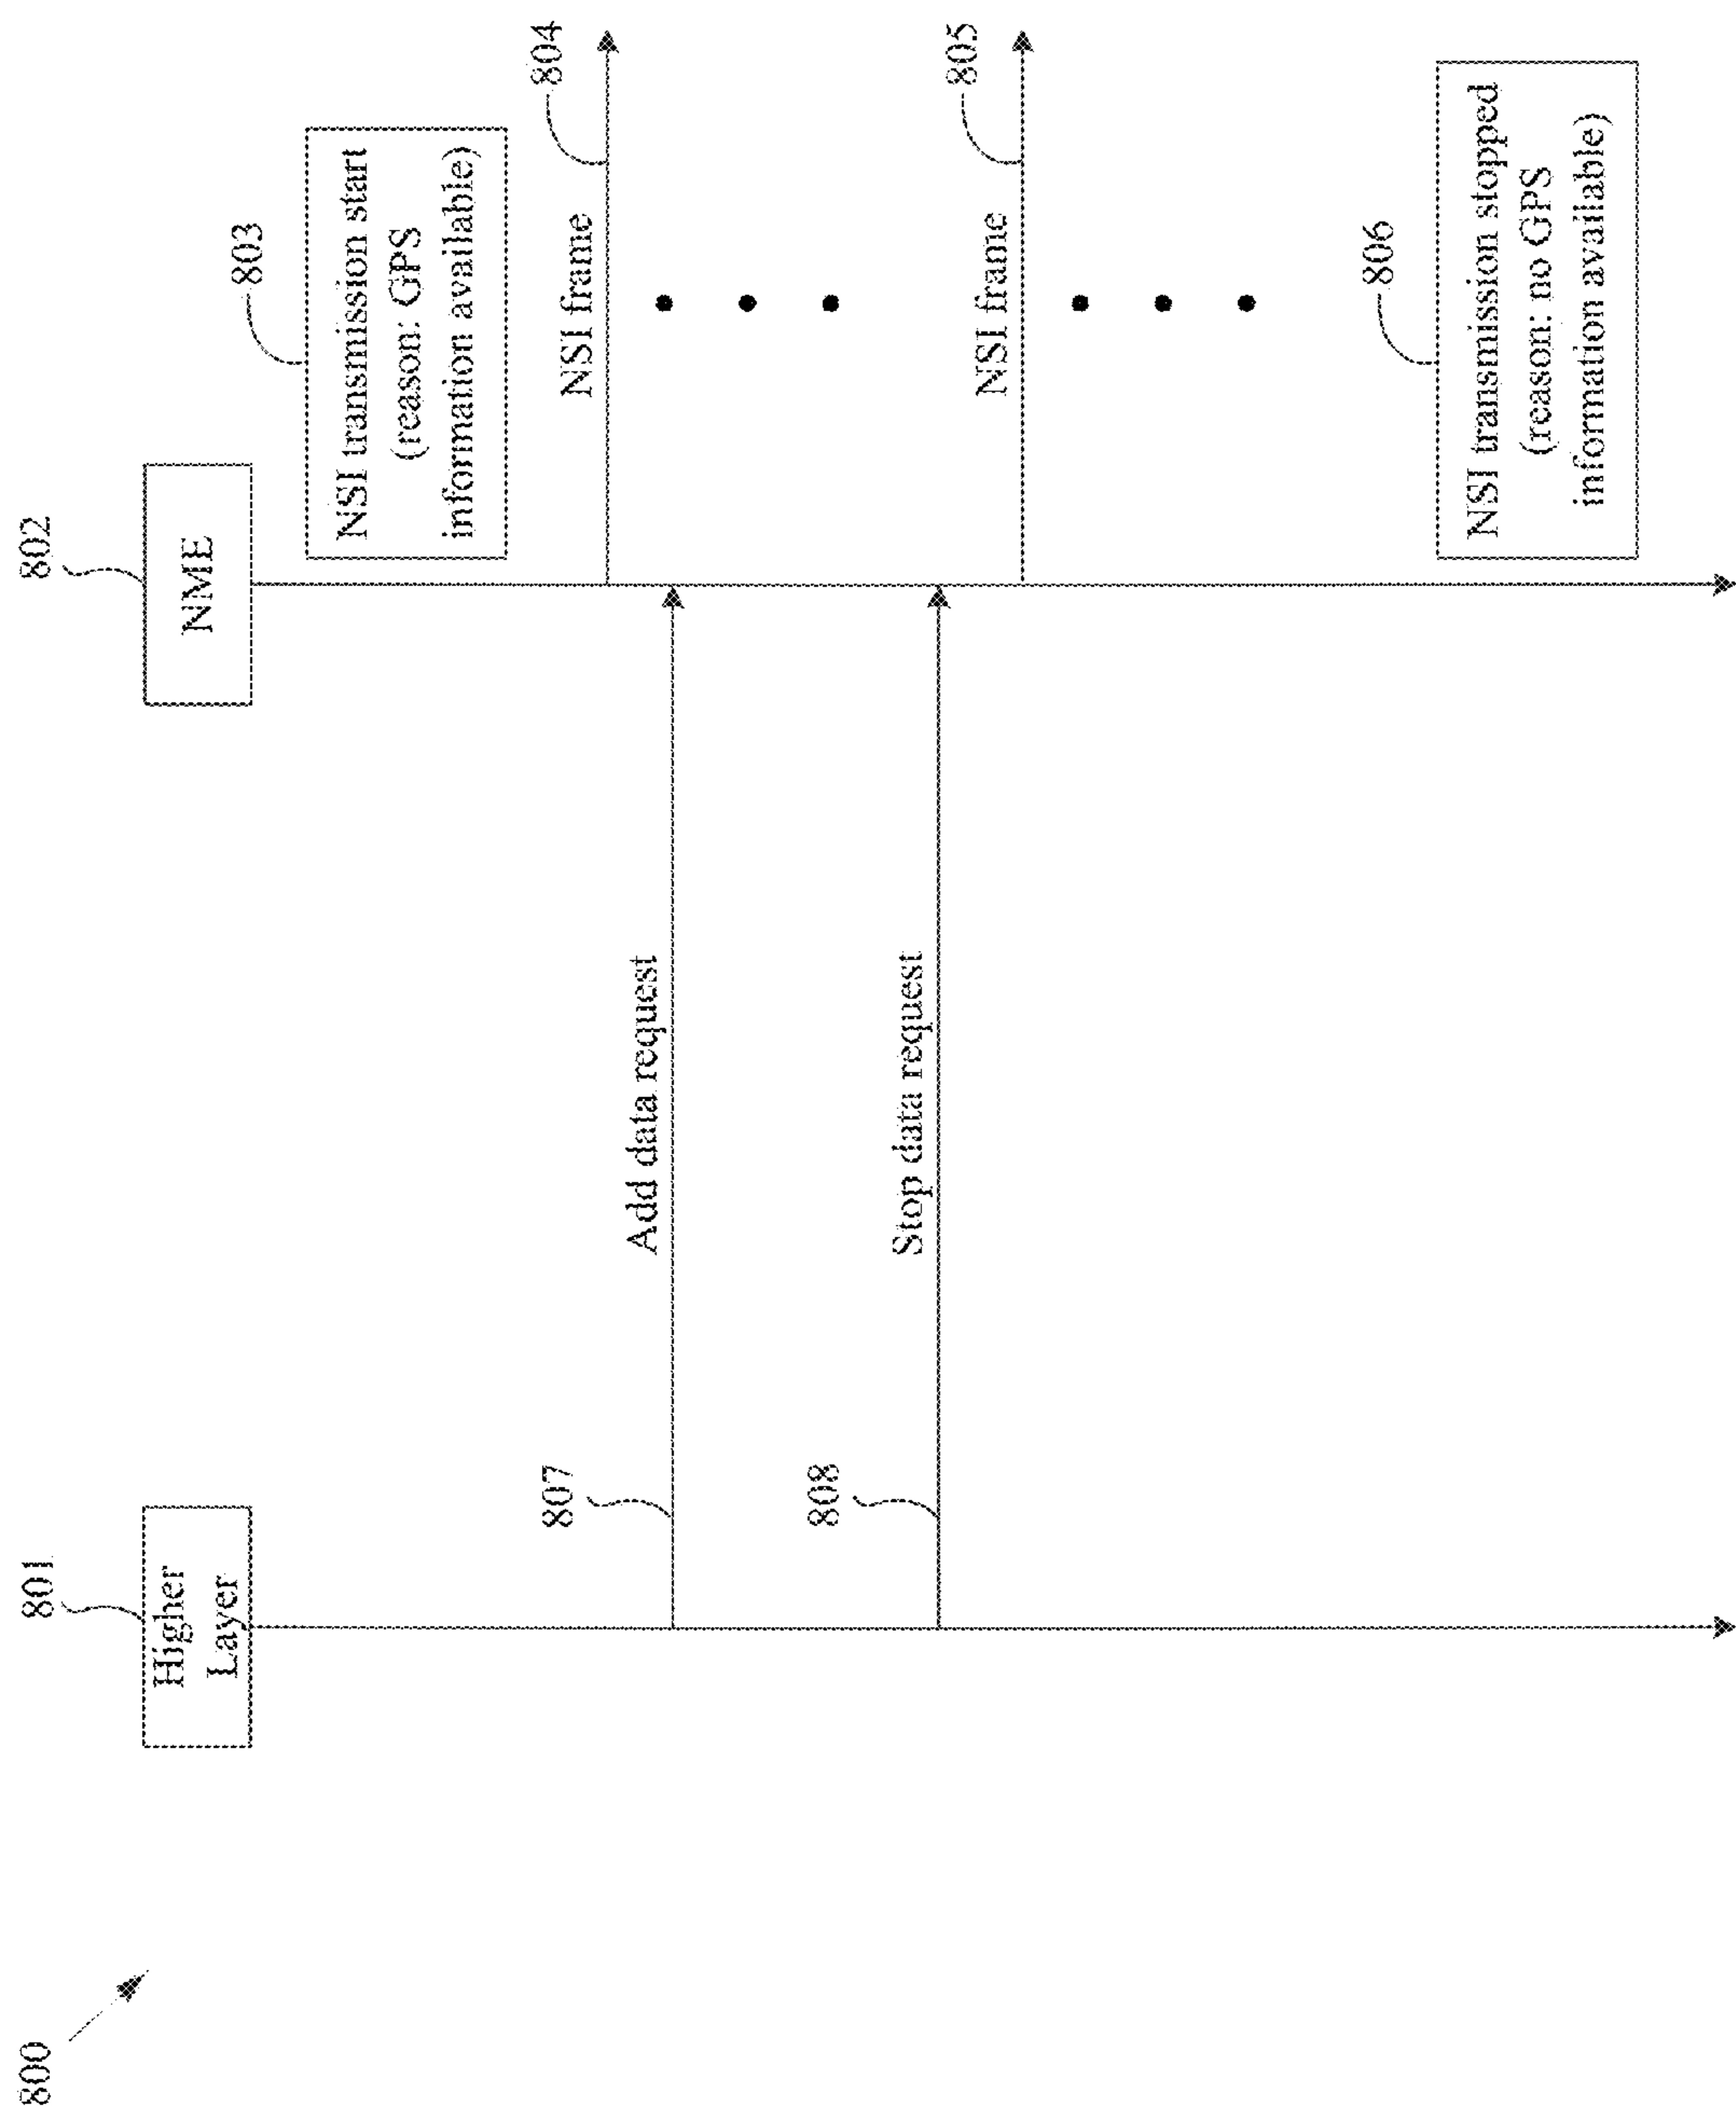 800
801
Higher
Layer
802
NME
803
NSI transmission start
(reason: GPS
information available)
804
NSI frame
807
Add data request
808
Stop data request
805
NSI frame
806
NSI transmission stopped
(reason: no GPS
information available)